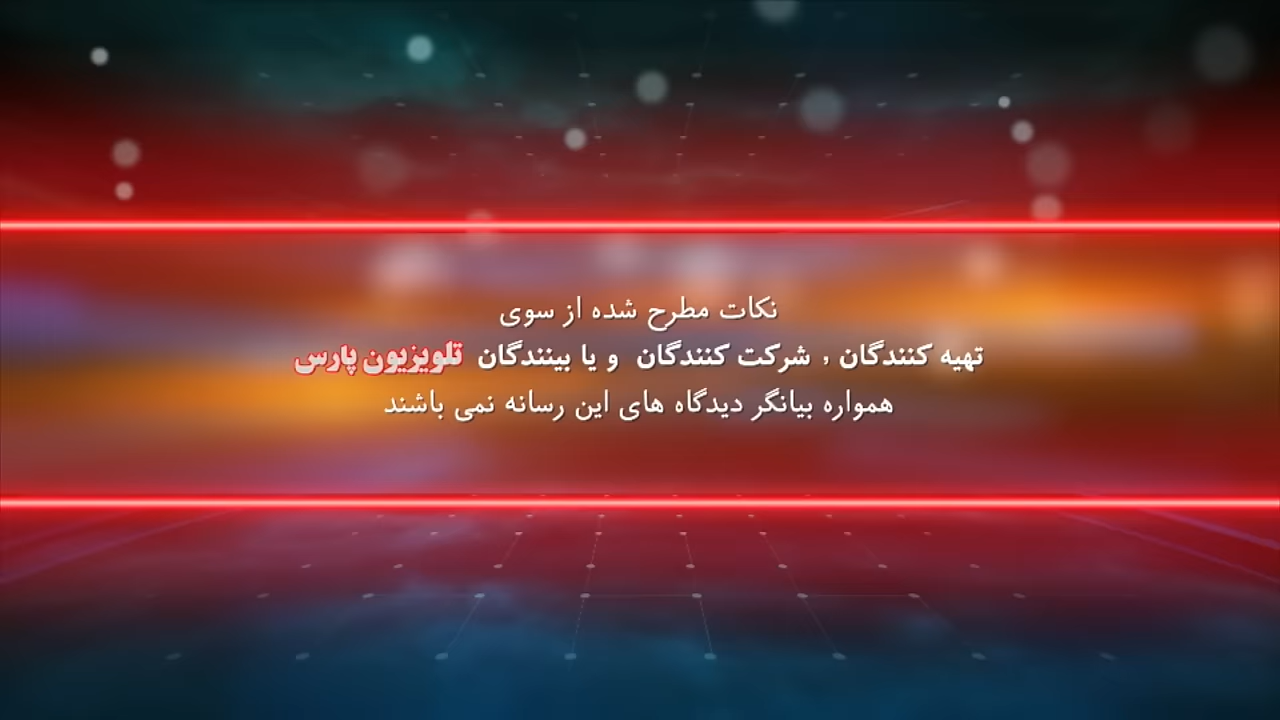 نکات مطرح شده از سوی
تهیه کنندگان ، شرکت کنندگان و یا بینندگان تلویزیون پارس
همواره بیانگر دیدگاه های این رسانه نمی باشند